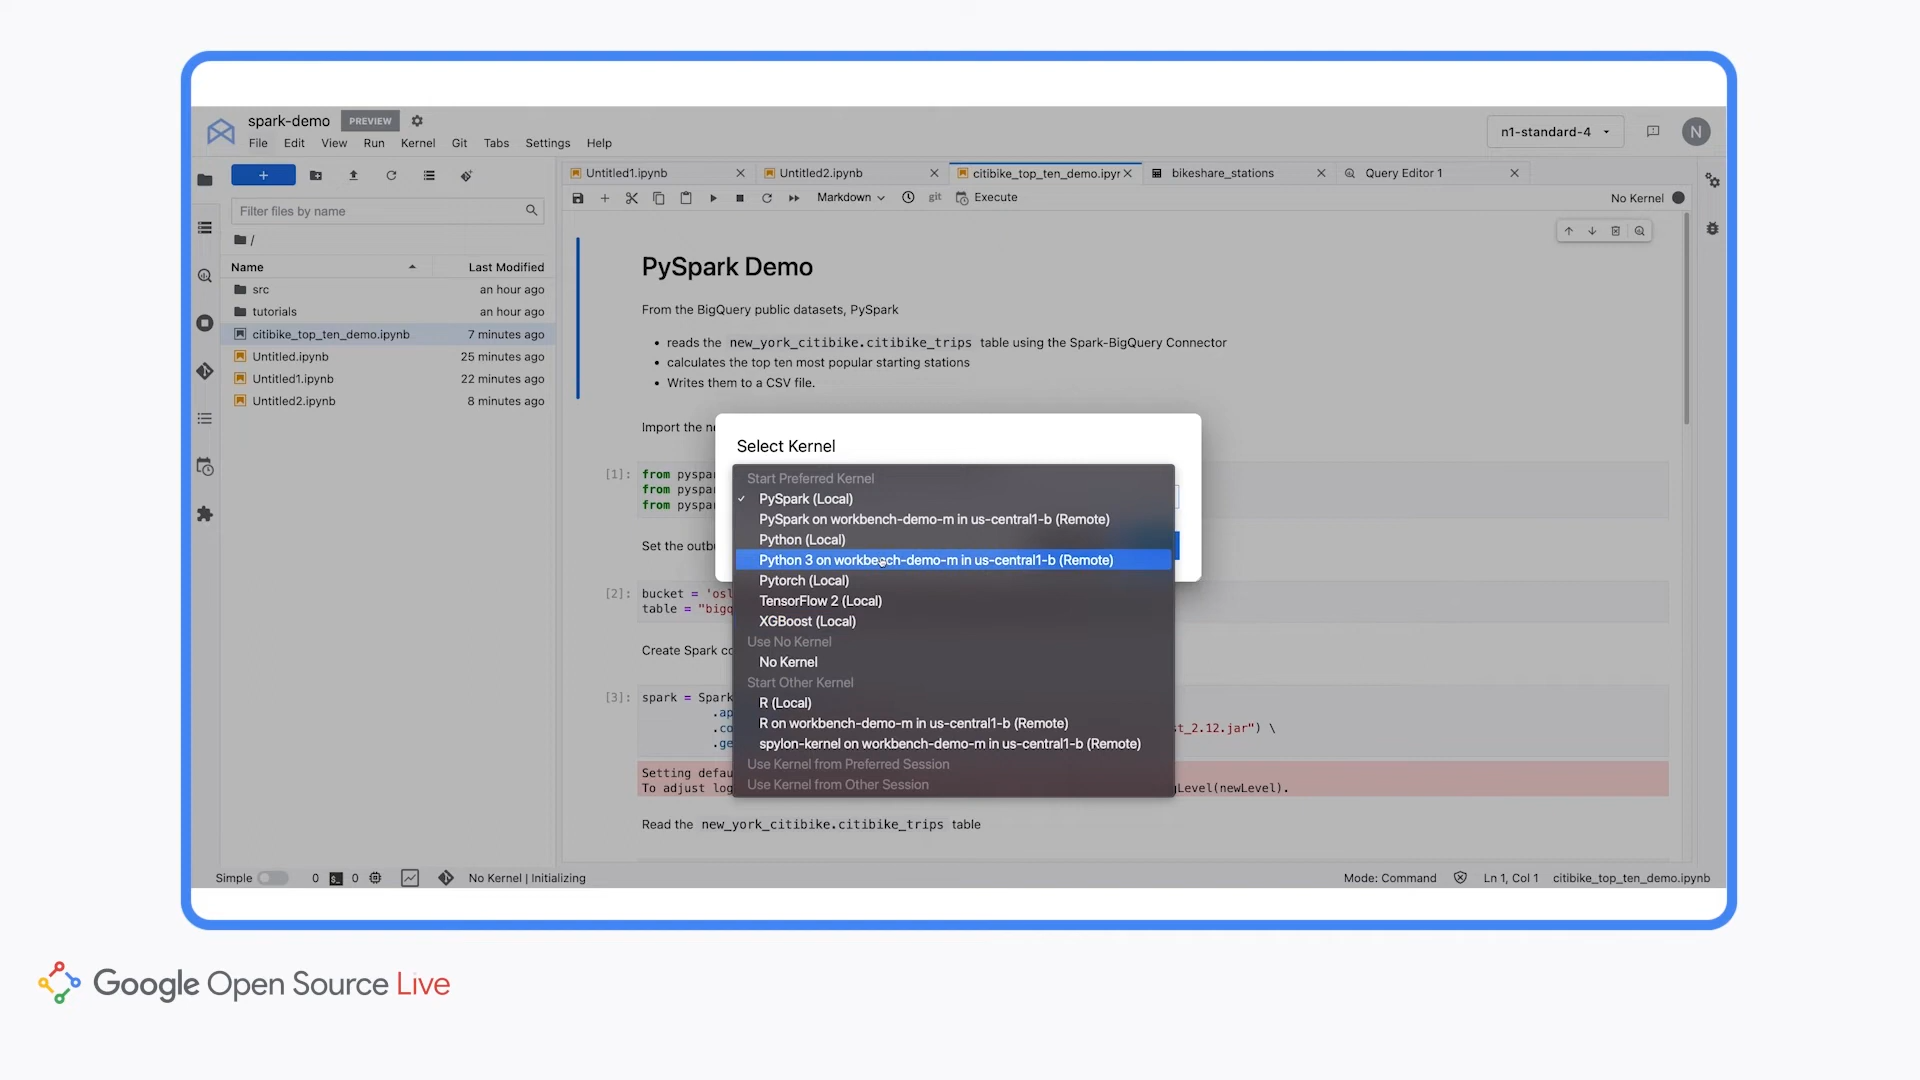 spark-demo PREVIEW
File Edit View Run Kernel Git Tabs Settings Help
n1-standard-4
N
+
Filter files by name
/
Name Last Modified
src an hour ago
tutorials an hour ago
citibike_top_ten_demo.ipynb 7 minutes ago
Untitled.ipynb 25 minutes ago
Untitled1.ipynb 22 minutes ago
Untitled2.ipynb 8 minutes ago
Untitled1.ipynb Untitled2.ipynb citibike_top_ten_demo.ipyr bikeshare_stations Query Editor 1
Markdown git Execute No Kernel
PySpark Demo
From the BigQuery public datasets, PySpark
• reads the new_york_citibike.citibike_trips table using the Spark-BigQuery Connector
• calculates the top ten most popular starting stations
• Writes them to a CSV file.
Import the n
[1]: from pyspar
from pyspar
from pyspar
Set the outb
[2]: bucket = 'osl
table = "bigq
Create Spark co
[3]: spark = Spark
.ap
.co t_2.12.jar") \
.ge
Setting defau
To adjust log Level(newLevel).
Read the new_york_citibike.citibike_trips table
Select Kernel
Start Preferred Kernel
✓ PySpark (Local)
PySpark on workbench-demo-m in us-central1-b (Remote)
Python (Local)
Python 3 on workbench-demo-m in us-central1-b (Remote)
Pytorch (Local)
TensorFlow 2 (Local)
XGBoost (Local)
Use No Kernel
No Kernel
Start Other Kernel
R (Local)
R on workbench-demo-m in us-central1-b (Remote)
spylon-kernel on workbench-demo-m in us-central1-b (Remote)
Use Kernel from Preferred Session
Use Kernel from Other Session
Simple 0 0 No Kernel | Initializing Mode: Command Ln 1, Col 1 citibike_top_ten_demo.ipynb
Google Open Source Live